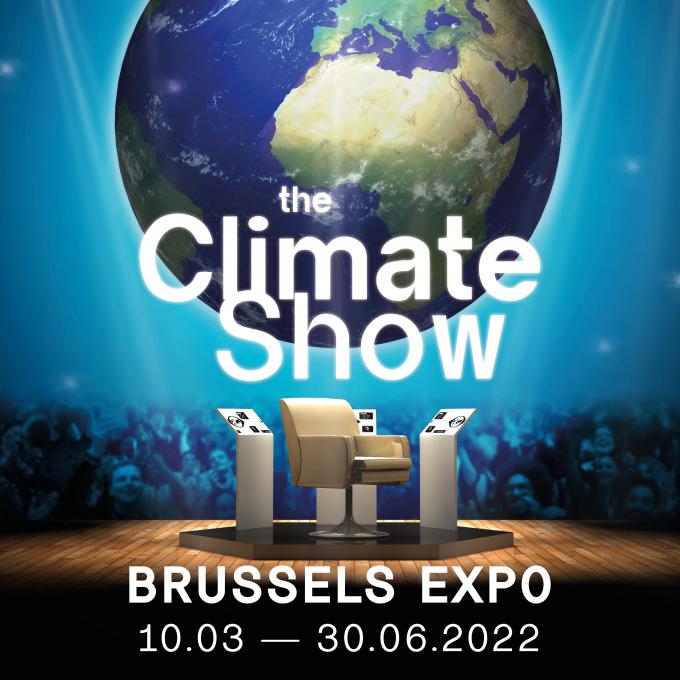 the
Climate
Show
BRUSSELS EXPO
10.03 — 30.06.2022